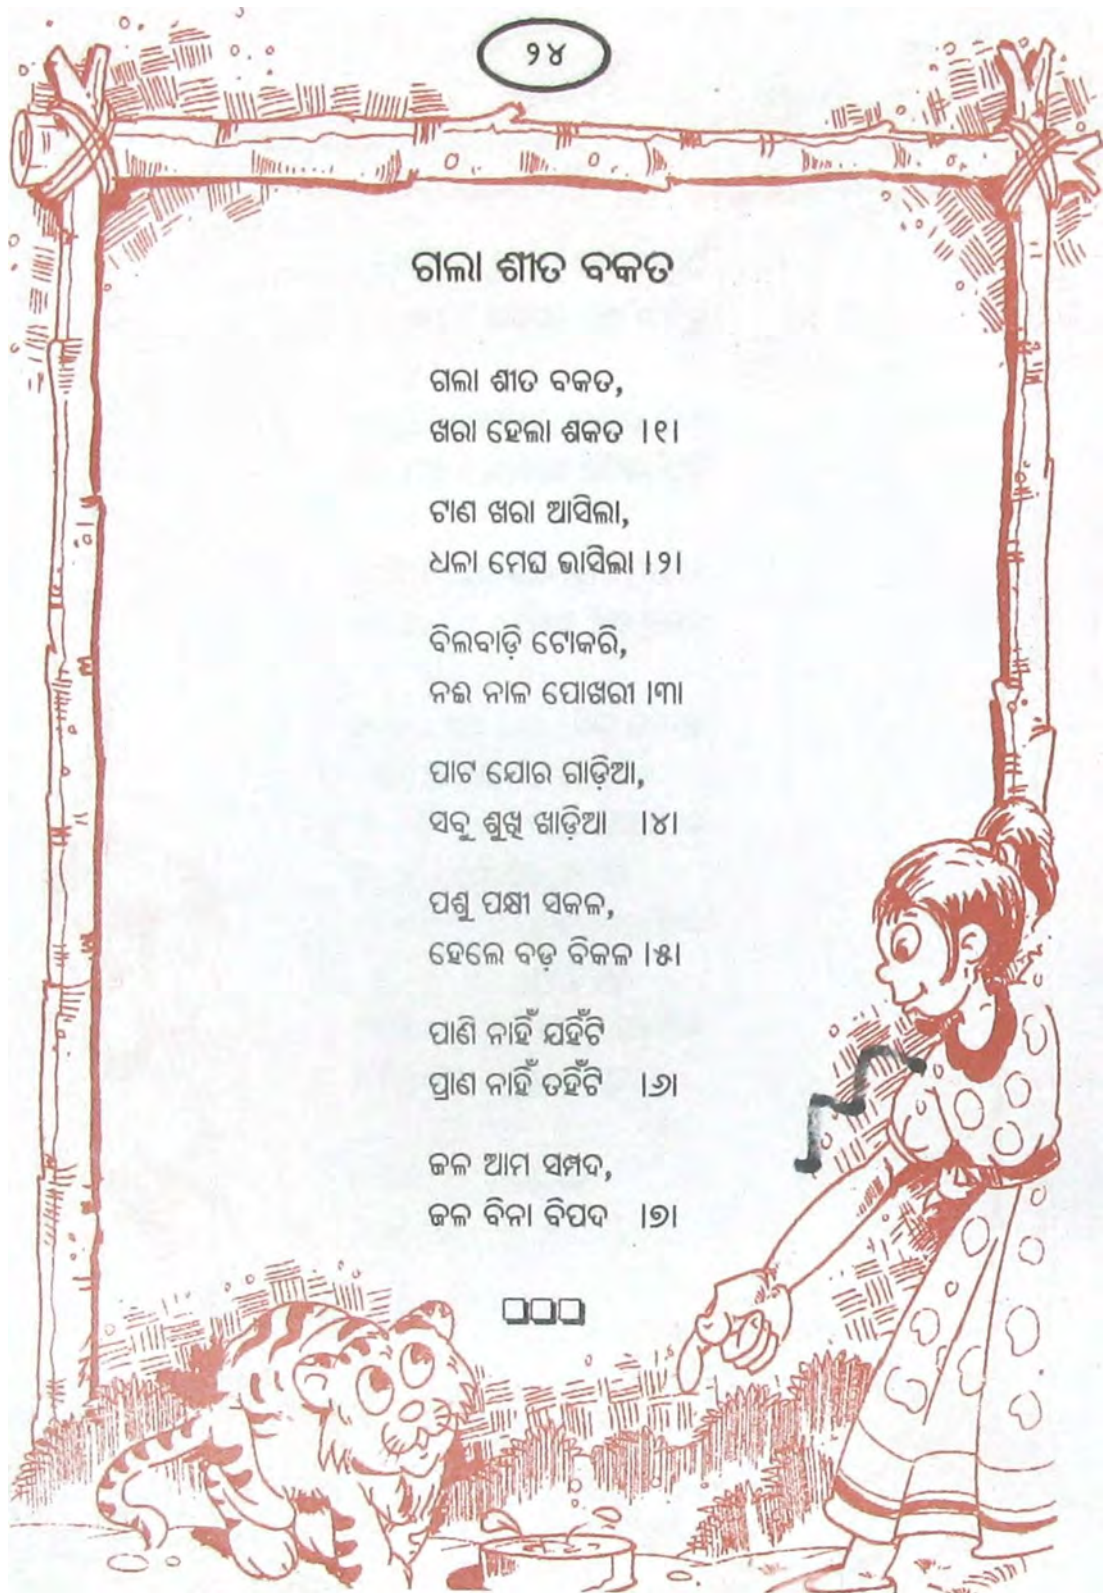 ୨୪
ଗଲା ଶୀତ ବକତ
ଗଲା ଶୀତ ବକତ,
ଖରା ହେଲା ଶକତ ।୧।
ଟାଣ ଖରା ଆସିଲା,
ଧଳା ମେଘ ଭାସିଲା ।୨।
ବିଲବାଡ଼ି ଟୋକରି,
ନଈ ନାଳ ପୋଖରୀ ।୩।
ପାଟ ଯୋର ଗାଡ଼ିଆ,
ସବୁ ଶୁଖି ଖାଡ଼ିଆ ।୪।
ପଶୁ ପକ୍ଷୀ ସକଳ,
ହେଲେ ବଡ଼ ବିକଳ ।୫।
ପାଣି ନାହିଁ ଯହିଁଟି
ପ୍ରାଣ ନାହିଁ ତହିଁଟି ।୬।
ଜଳ ଆମ ସମ୍ପଦ,
ଜଳ ବିନା ବିପଦ ।୭।